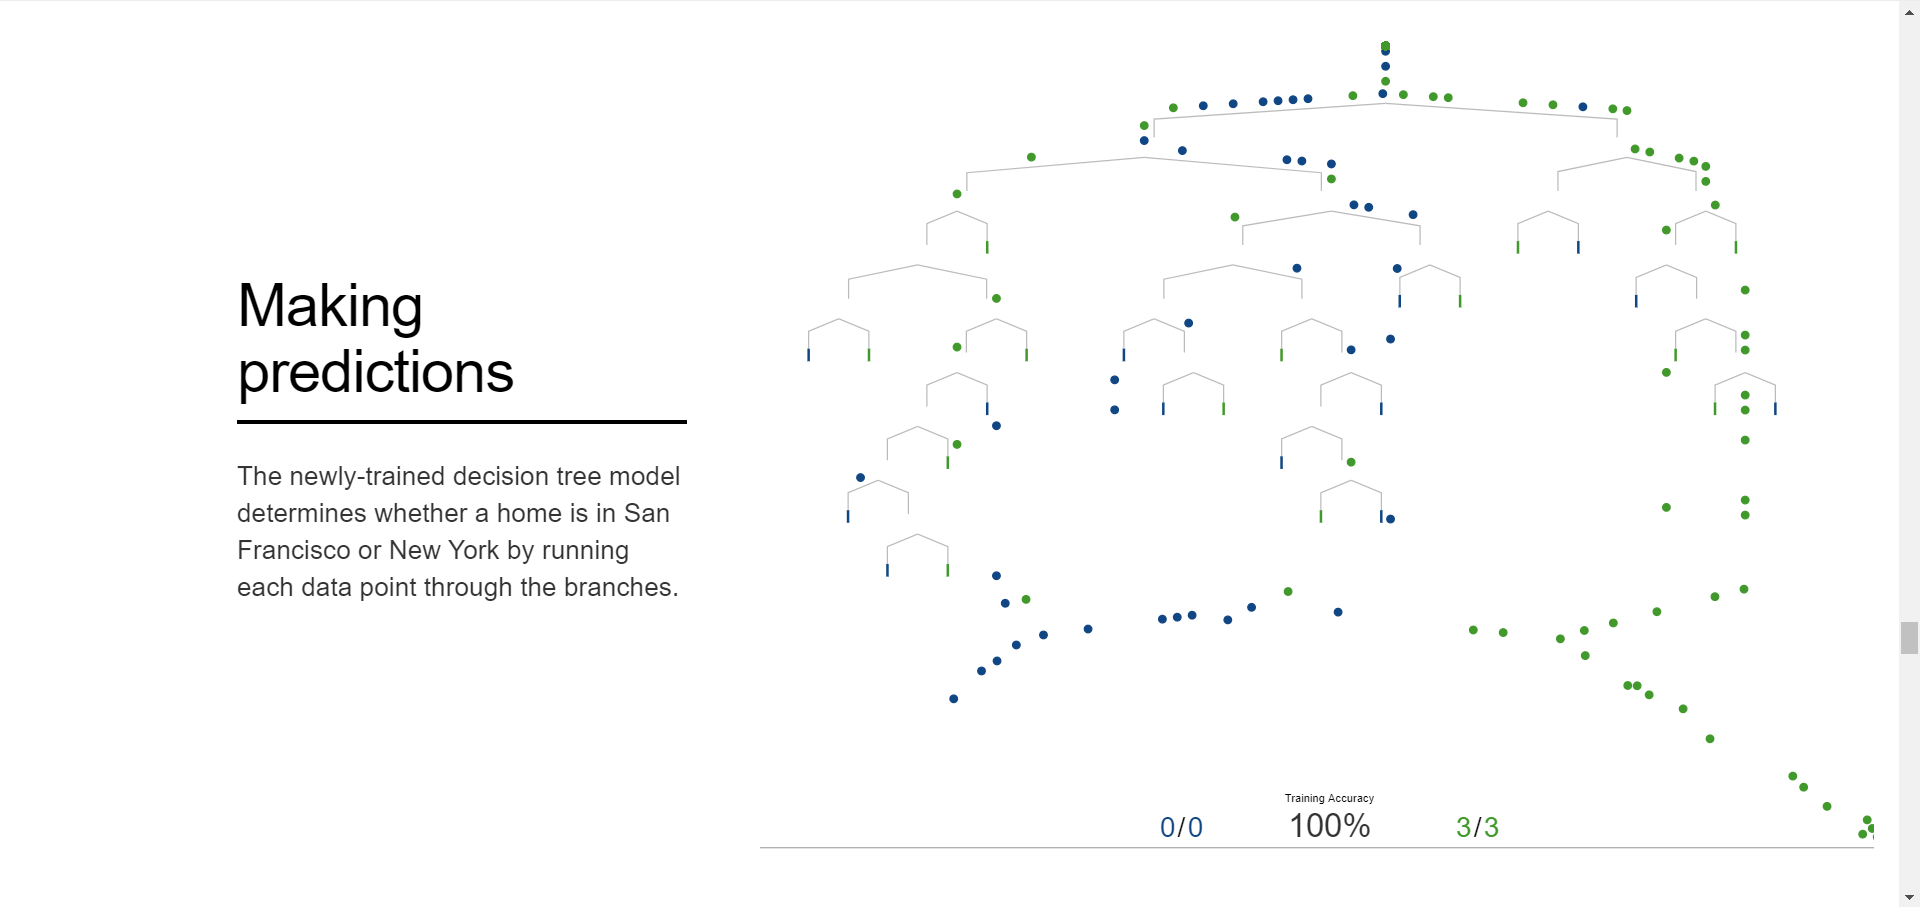 Making
predictions
The newly-trained decision tree model
determines whether a home is in San
Francisco or New York by running
each data point through the branches.
Training Accuracy
0/0 100% 3/3